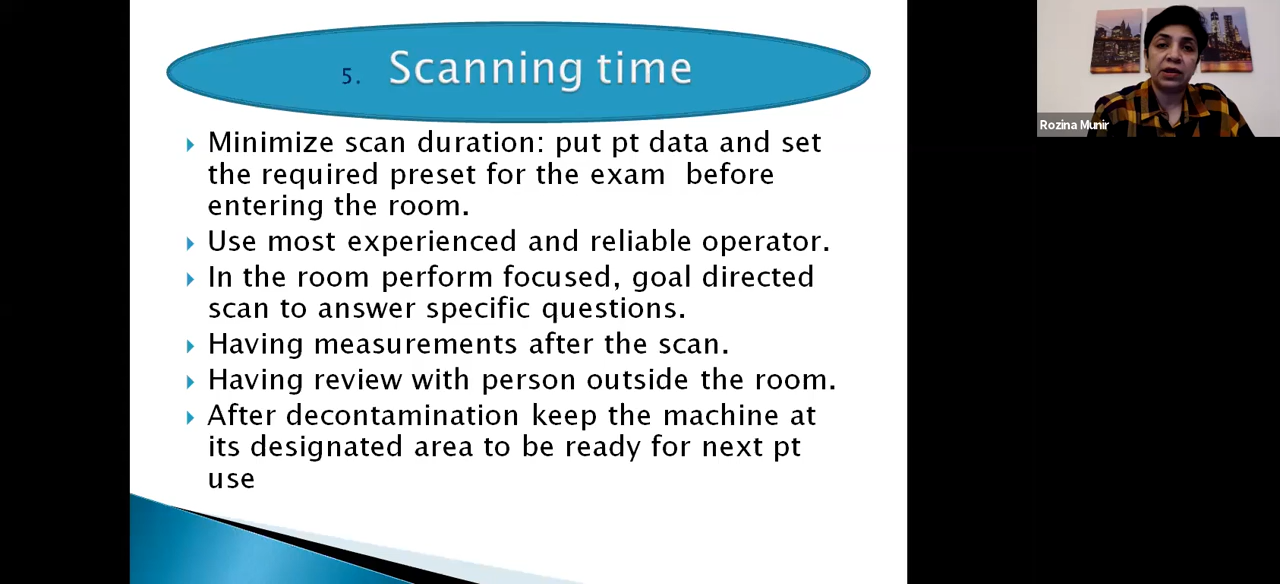 5. Scanning time
Minimize scan duration: put pt data and set
the required preset for the exam before
entering the room.
Use most experienced and reliable operator.
In the room perform focused, goal directed
scan to answer specific questions.
Having measurements after the scan.
Having review with person outside the room.
After decontamination keep the machine at
its designated area to be ready for next pt
use
Rozina Munir